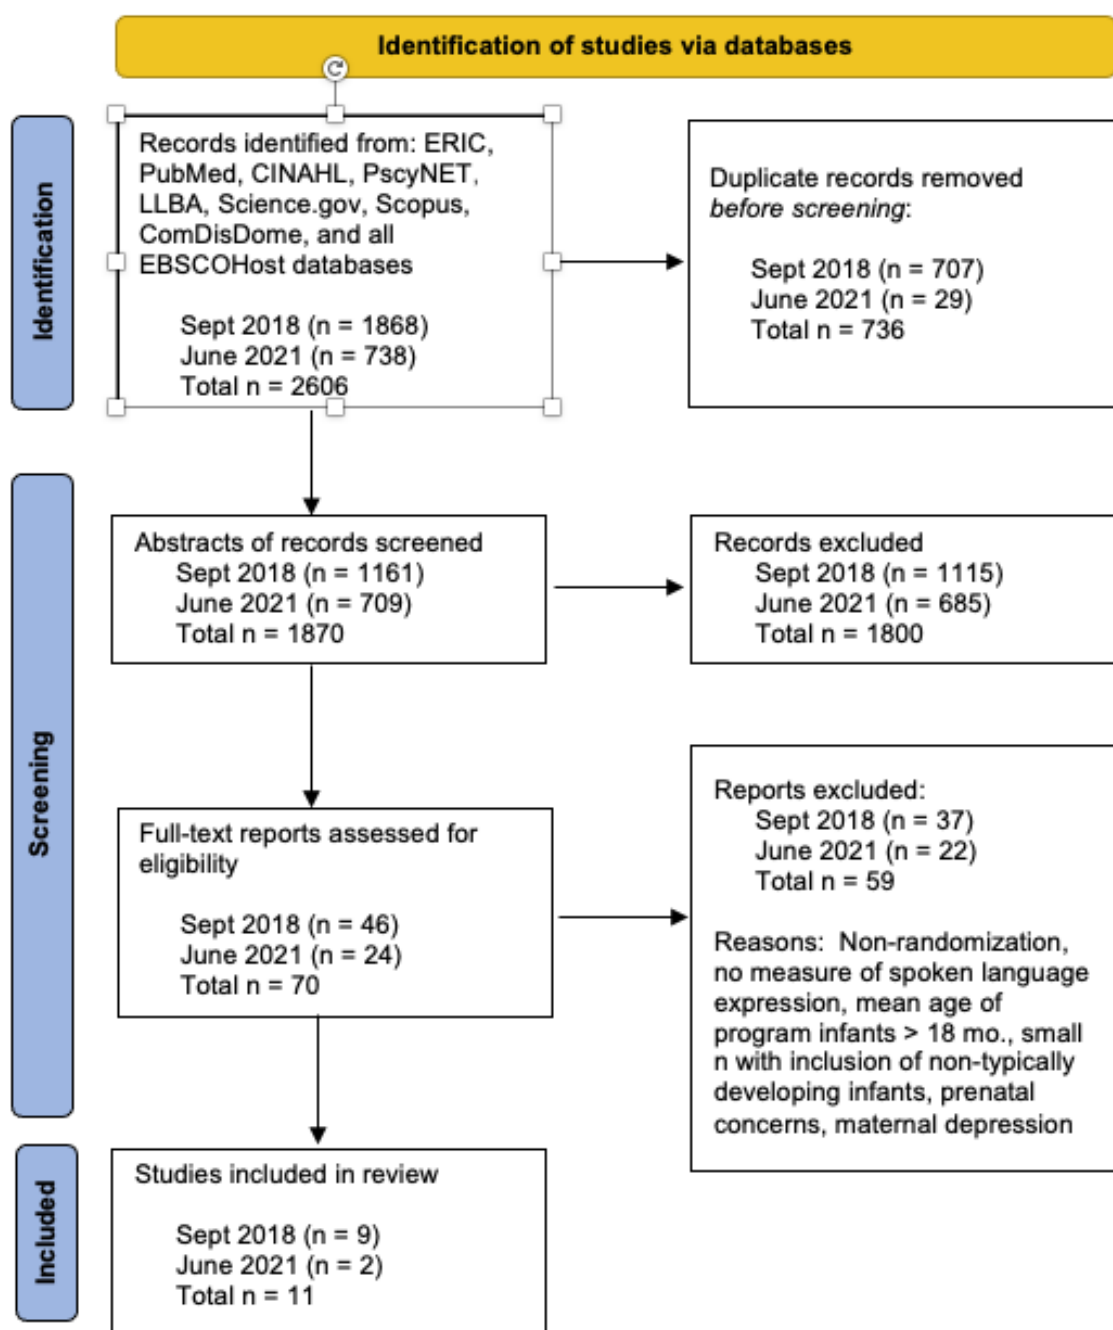 Identification of studies via databases
Identification
Records identified from: ERIC,
PubMed, CINAHL, PscyNET,
LLBA, Science.gov, Scopus,
ComDisDome, and all
EBSCOHost databases
Sept 2018 (n = 1868)
June 2021 (n = 738)
Total n = 2606
Duplicate records removed
before screening:
Sept 2018 (n = 707)
June 2021 (n = 29)
Total n = 736
Screening
Abstracts of records screened
Sept 2018 (n = 1161)
June 2021 (n = 709)
Total n = 1870
Records excluded
Sept 2018 (n = 1115)
June 2021 (n = 685)
Total n = 1800
Full-text reports assessed for
eligibility
Sept 2018 (n = 46)
June 2021 (n = 24)
Total n = 70
Reports excluded:
Sept 2018 (n = 37)
June 2021 (n = 22)
Total n = 59
Reasons:  Non-randomization,
no measure of spoken language
expression, mean age of
program infants > 18 mo., small
n with inclusion of non-typically
developing infants, prenatal
concerns, maternal depression
Included
Studies included in review
Sept 2018 (n = 9)
June 2021 (n = 2)
Total n = 11